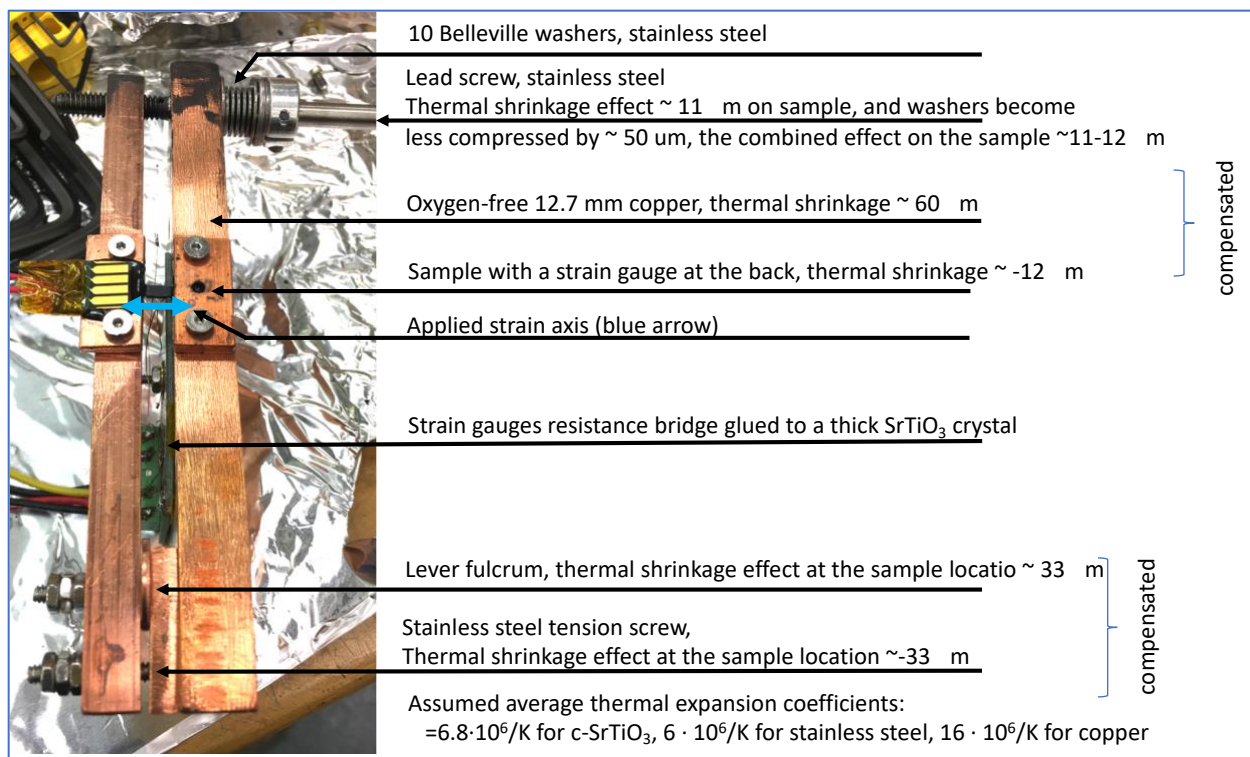 10 Belleville washers, stainless steel
Lead screw, stainless steel
Thermal shrinkage effect ~ 11 m on sample, and washers become
less compressed by ~ 50 um, the combined effect on the sample ~11-12 m
compensated
Oxygen-free 12.7 mm copper, thermal shrinkage ~ 60 m
Sample with a strain gauge at the back, thermal shrinkage ~ -12 m
Applied strain axis (blue arrow)
Strain gauges resistance bridge glued to a thick SrTiO₃ crystal
Lever fulcrum, thermal shrinkage effect at the sample locatio ~ 33 m
compensated
Stainless steel tension screw,
Thermal shrinkage effect at the sample location ~-33 m
Assumed average thermal expansion coefficients:
=6.8·10⁶/K for c-SrTiO₃, 6 · 10⁶/K for stainless steel, 16 · 10⁶/K for copper